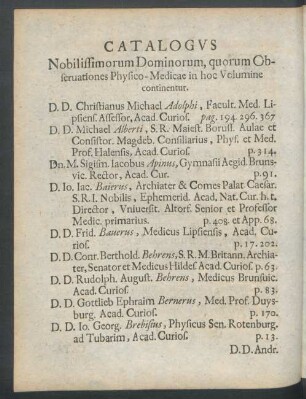 CATALOGVS
Nobilissimorum Dominorum, quorum Ob-
seruationes Physico-Medicae in hoc Volumine
continentur.
D. D. Christianus Michael Adolphi, Facult. Med. Li-
psiens. Assessor, Acad. Curios. pag. 194. 296. 367
D. D. Michael Alberti, S. R. Maiest. Boruss. Aulae et
Consistor. Magdeb. Consiliarius, Phys. et Med.
Prof. Halensis, Acad. Curios. p. 314.
Dn. M. Sigism. Iacobus Apinus, Gymnasii Aegid. Bruns-
vic. Rector, Acad. Cur. p. 91.
D. Io. Iac. Baierus, Archiater & Comes Palat Caesar.
S. R. I. Nobilis, Ephemerid. Acad. Nat. Cur. h. t.
Director, Vniuersit. Altorf. Senior et Professor
Medic. primarius. p. 408. et App. 68.
D. D. Frid. Bauerus, Medicus Lipsiensis, Acad. Cu-
rios. p. 17. 202.
D. D. Conr. Berthold. Behrens, S. R. M. Britann. Archia-
ter, Senator et Medicus Hildes. Acad. Curios. p. 63.
D. D. Rudolph. August. Behrens, Medicus Brunsuic.
Acad. Curios. p. 83.
D. D. Gottlieb Ephraim Bernerus, Med. Prof. Duys-
burg. Acad. Curios. p. 170.
D. D. Io. Georg. Brebisius, Physicus Sen. Rotenburg.
ad Tubarim, Acad. Curios. p. 13.
D. D. Andr.